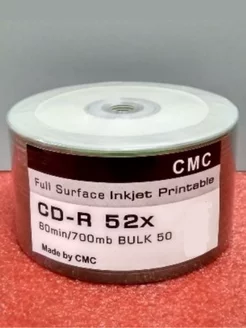 CMC
Full Surface Inkjet Printable
CD-R 52x
80min/700mb BULK 50
Made by CMC